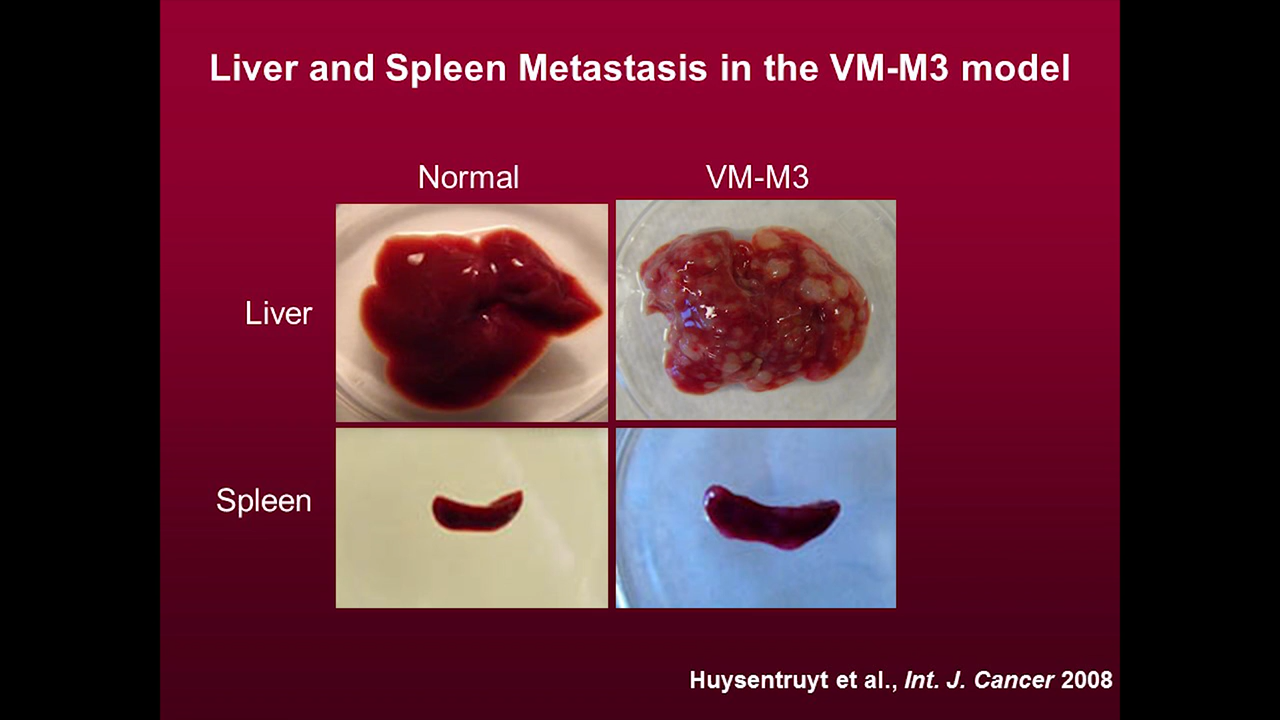 Liver and Spleen Metastasis in the VM-M3 model
Normal
VM-M3
Liver
Spleen
Huysentruyt et al., Int. J. Cancer 2008